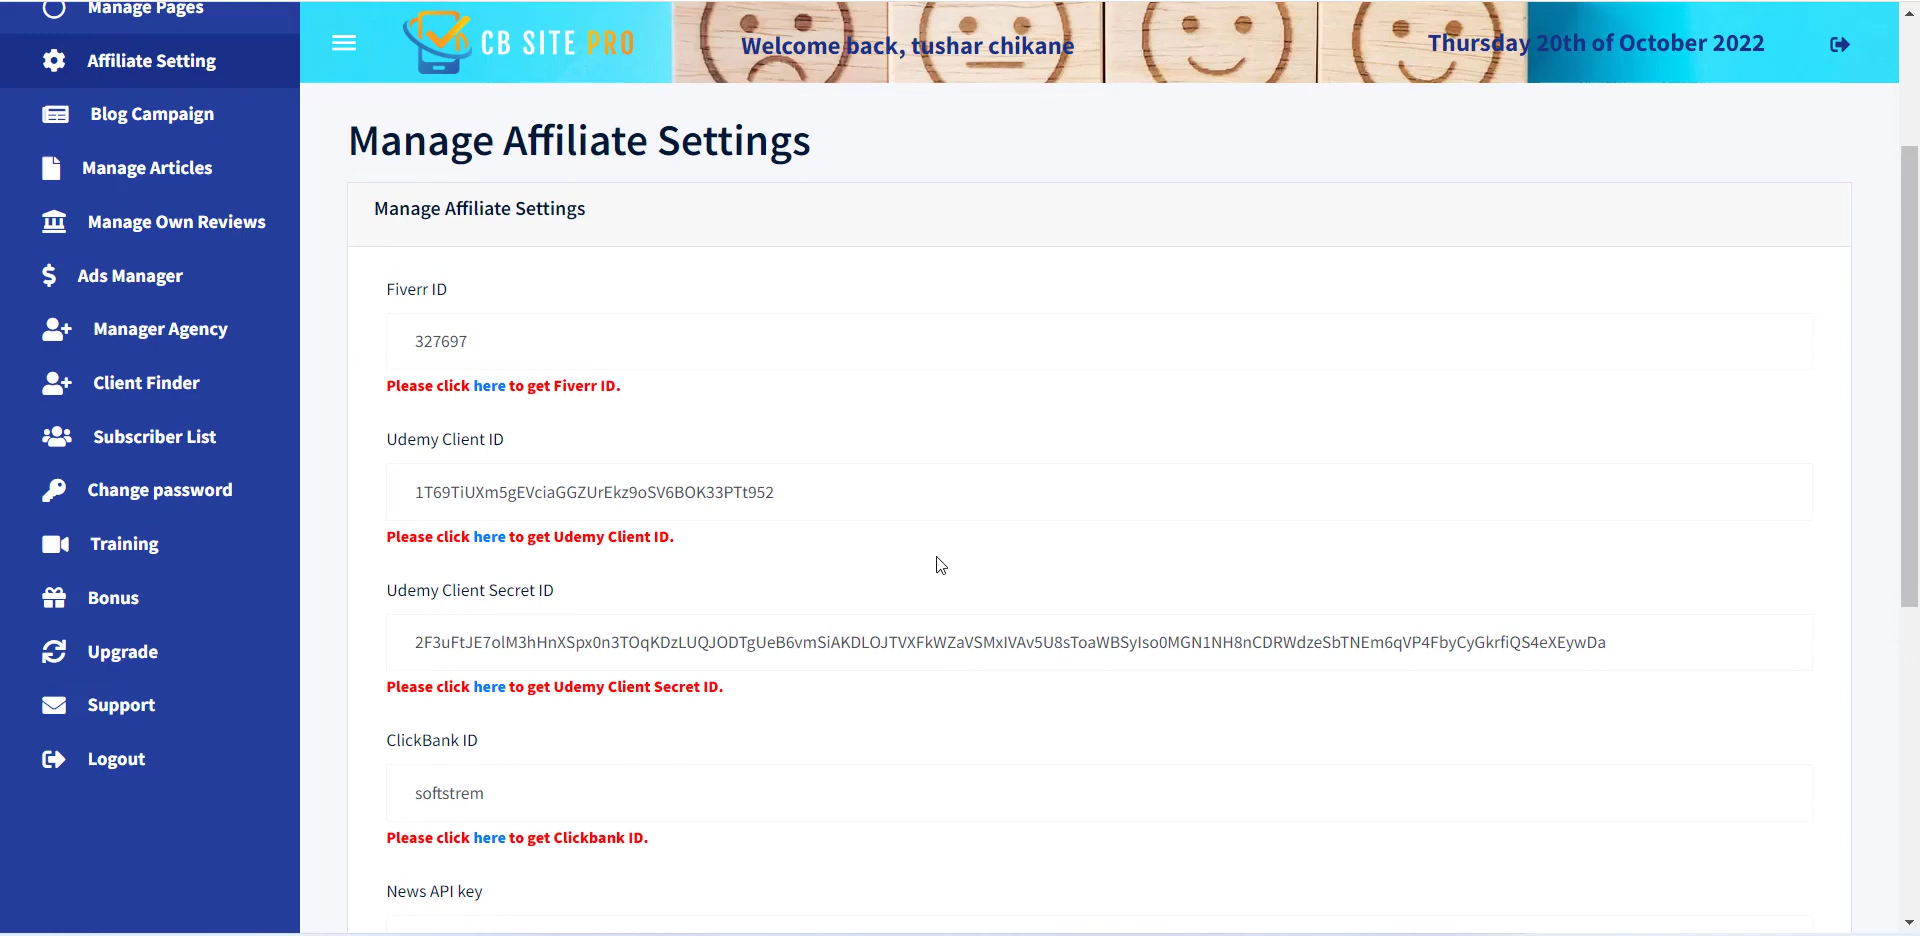 Manage Pages
Affiliate Setting
Blog Campaign
Manage Articles
Manage Own Reviews
Ads Manager
Manager Agency
Client Finder
Subscriber List
Change password
Training
Bonus
Upgrade
Support
Logout
CB SITE PRO
Welcome back, tushar chikane
Thursday 20th of October 2022
Manage Affiliate Settings
Manage Affiliate Settings
Fiverr ID
327697
Please click here to get Fiverr ID.
Udemy Client ID
1T69TiUXm5gEVciaGGZUrEkz9oSV6BOK33PTt952
Please click here to get Udemy Client ID.
Udemy Client Secret ID
2F3uFtJE7olM3hHnXSpx0n3TOqKDzLUQJODTgUeB6vmSiAKDLOJTVXFkWZaVSMxIVAv5U8sToaWBSyIso0MGN1NH8nCDRWdzeSbTNEm6qVP4FbyCyGkrfiQS4eXEywDa
Please click here to get Udemy Client Secret ID.
ClickBank ID
softstrem
Please click here to get Clickbank ID.
News API key